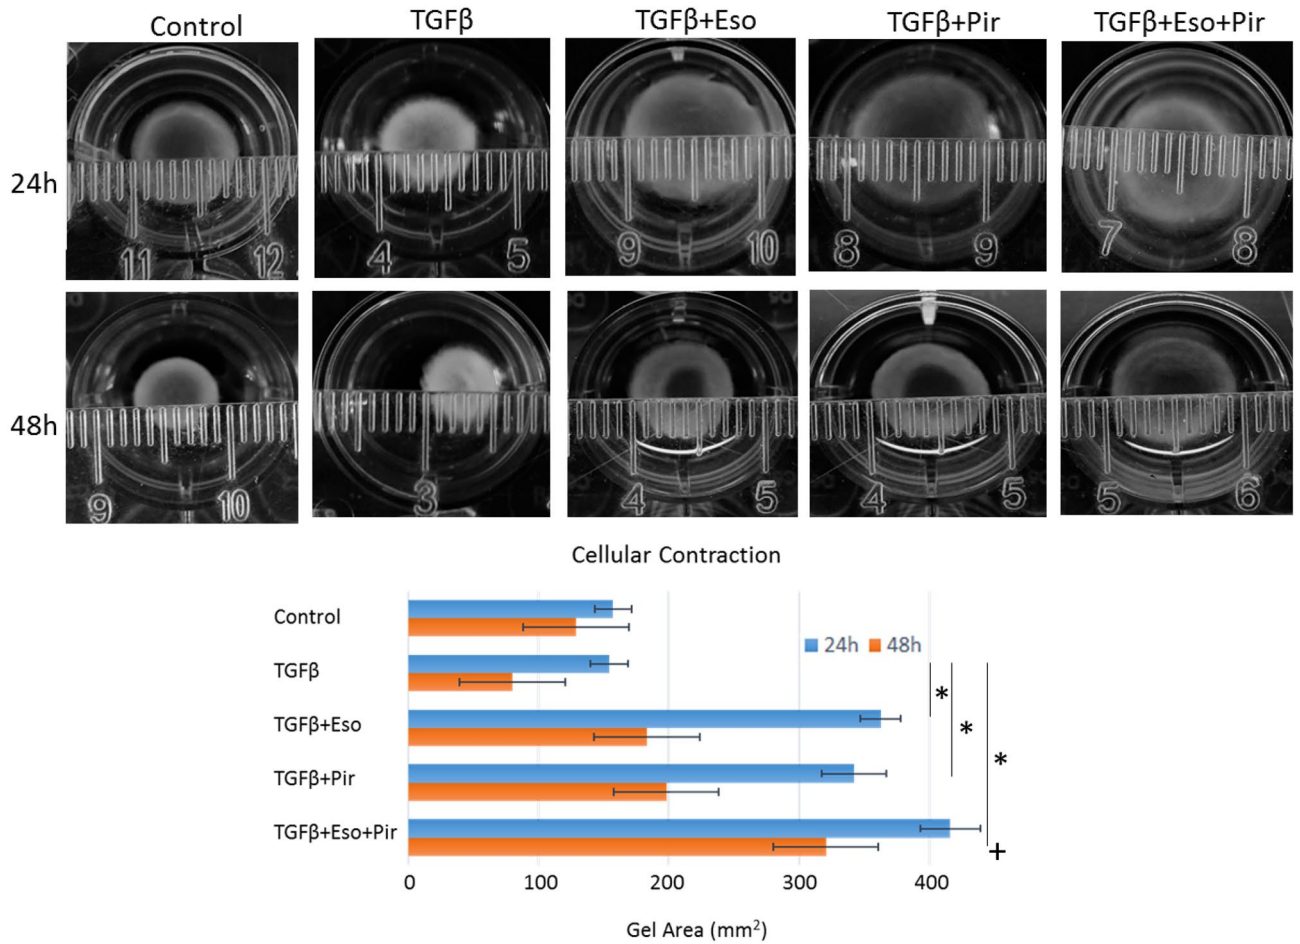 Control TGFβ TGFβ+Eso TGFβ+Pir TGFβ+Eso+Pir
24h
11 12 4 5 9 10 8 9 7 8
48h
9 10 3 4 5 4 5 5 6
Cellular Contraction
Control
24h 48h
TGFβ
*
TGFβ+Eso
*
*
TGFβ+Pir
TGFβ+Eso+Pir
+
0 100 200 300 400
Gel Area (mm²)